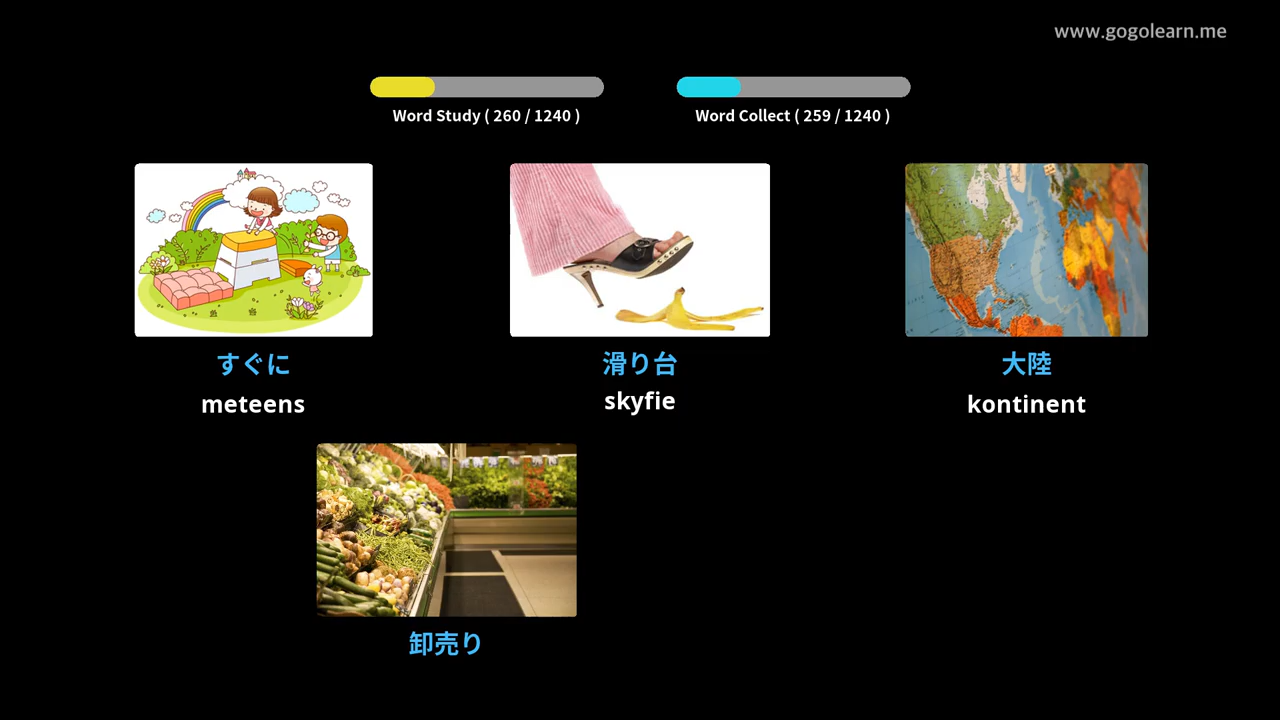 www.gogolearn.me
Word Study ( 260 / 1240 )
Word Collect ( 259 / 1240 )
すぐに
meteens
滑り台
skyfie
大陸
kontinent
卸売り